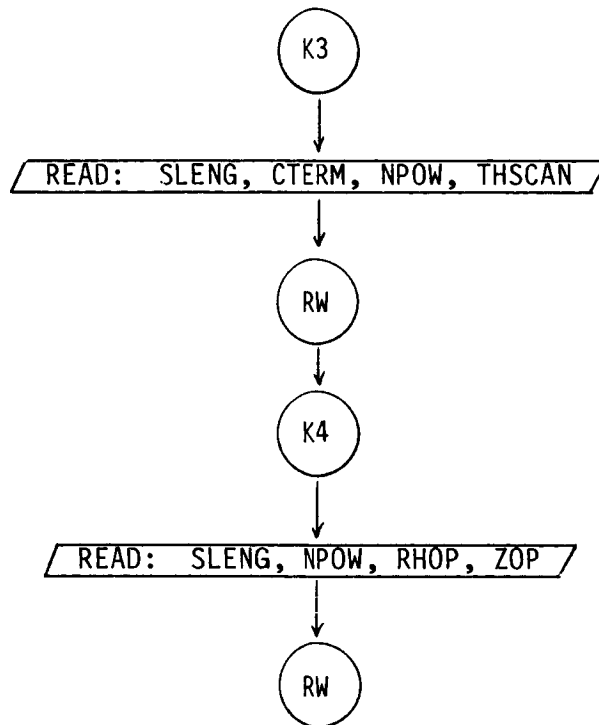 K3
READ: SLENG, CTERM, NPOW, THSCAN
RW
K4
READ: SLENG, NPOW, RHOP, ZOP
RW